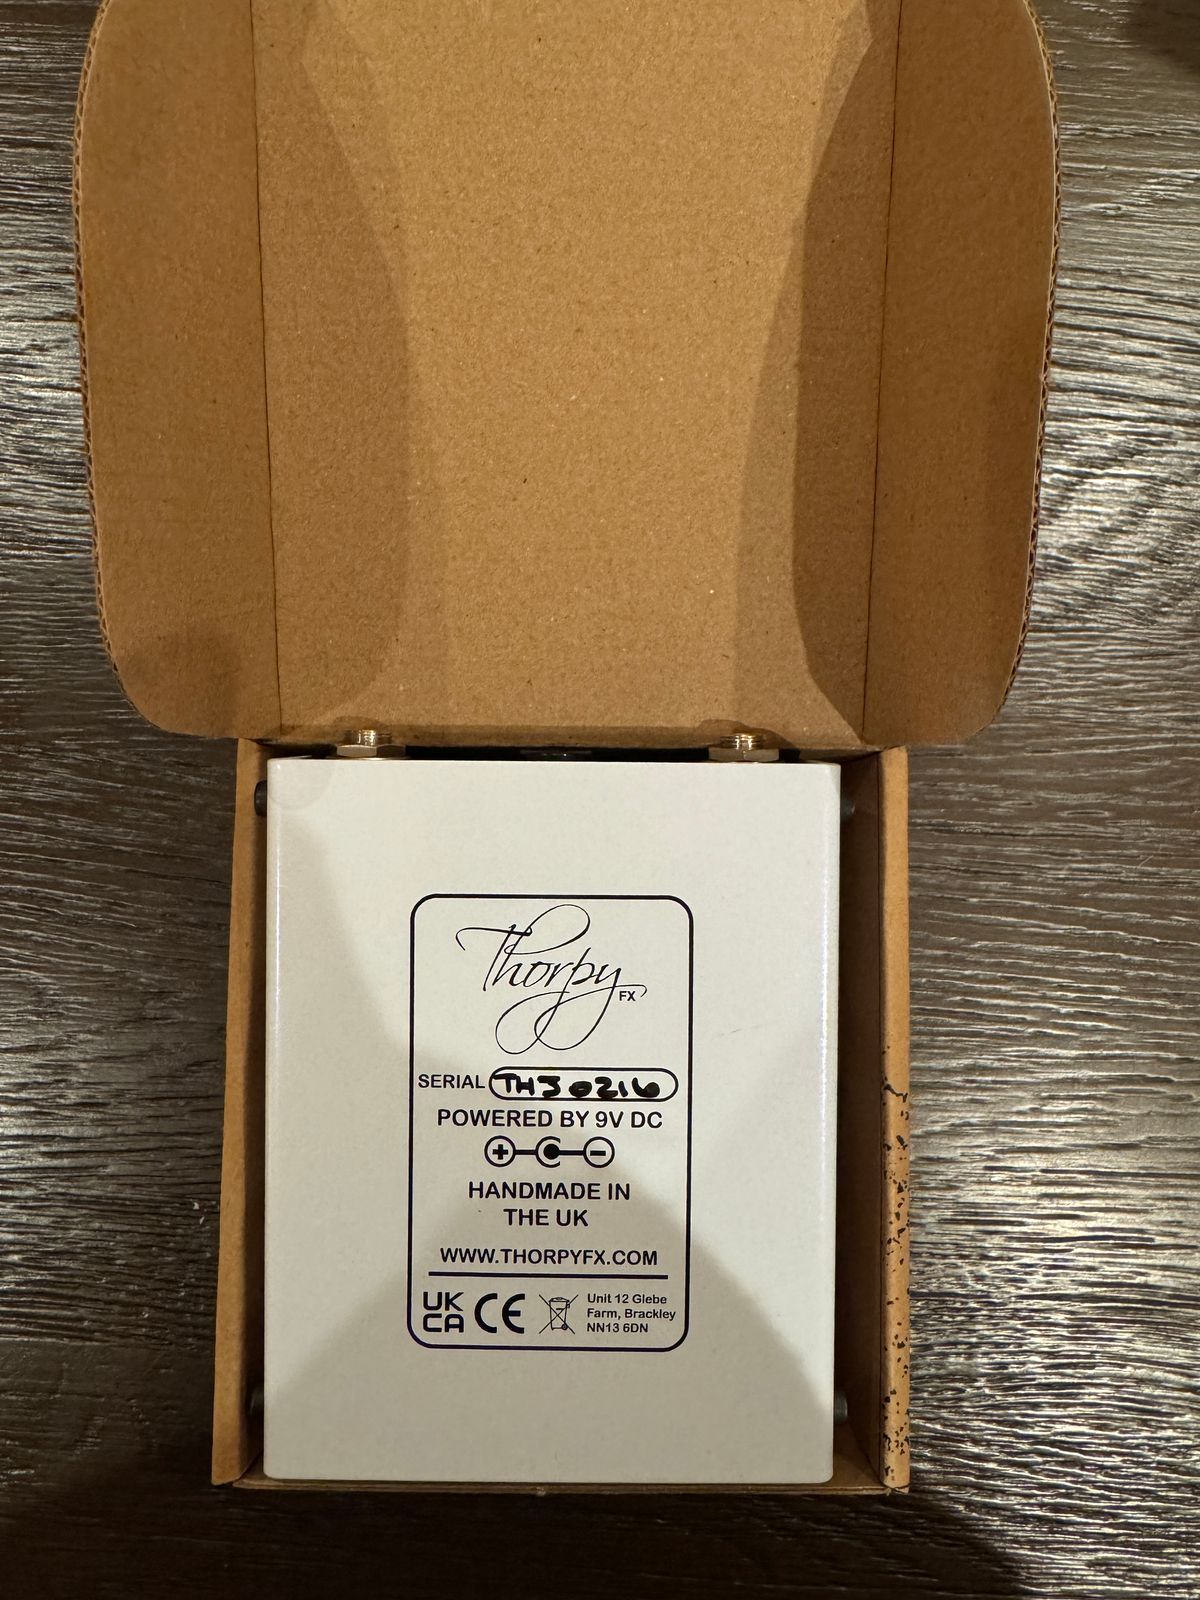 Thorpy FX
SERIAL TH30216
POWERED BY 9V DC
HANDMADE IN
THE UK
WWW.THORPYFX.COM
UK
CA CE
Unit 12 Glebe
Farm, Brackley
NN13 6DN